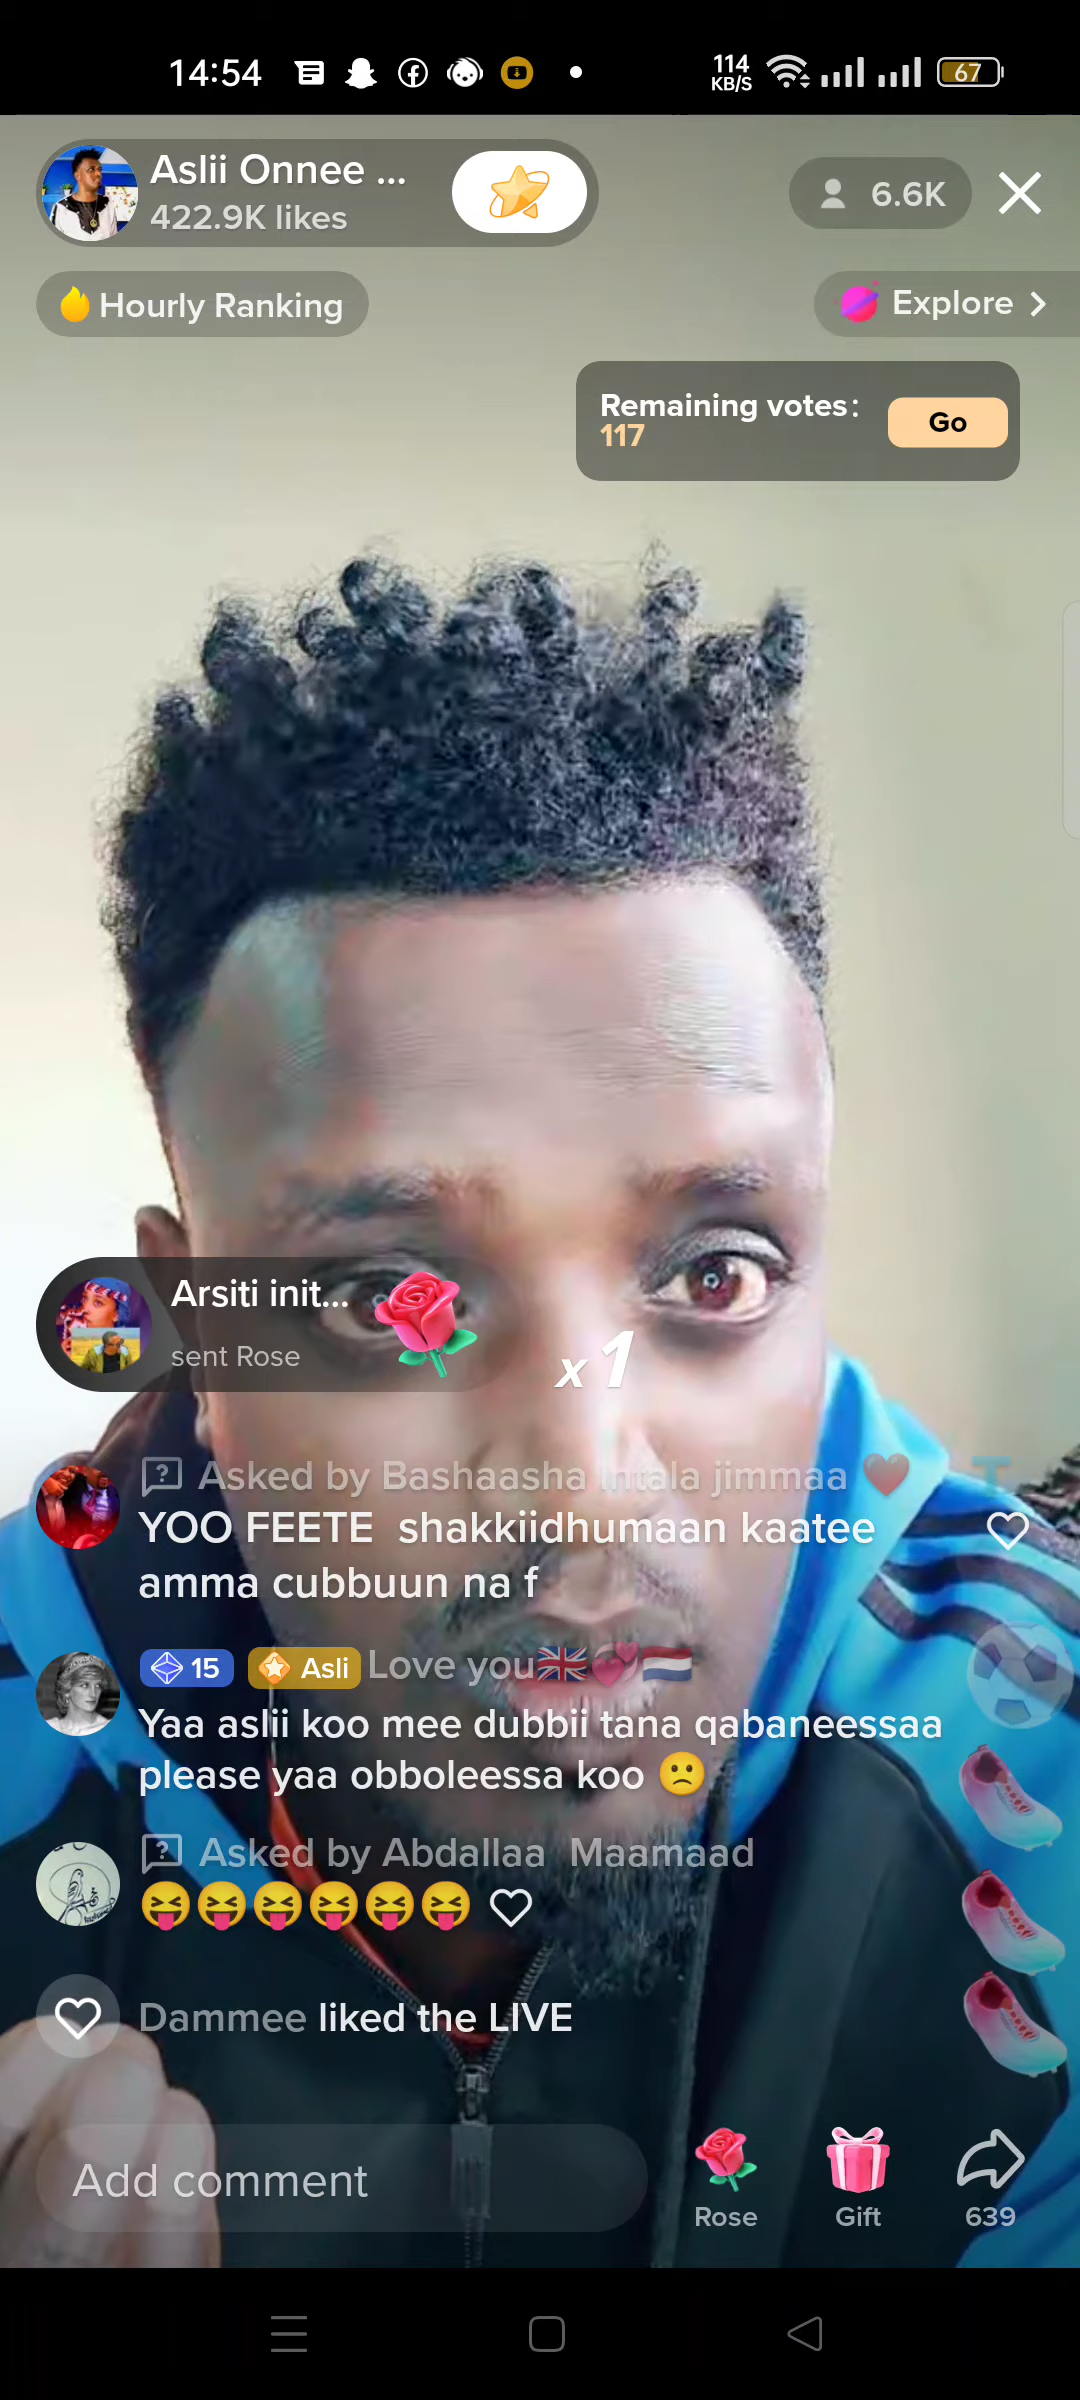 14:54
114
KB/S
67
Aslii Onnee ...
422.9K likes
6.6K
Hourly Ranking
Explore
Remaining votes:
117
Go
Arsiti init...
sent Rose
x1
Asked by Bashaasha intala jimmaa ❤️
YOO FEETE shakkiidhumaan kaatee
amma cubbuun na f
15 Asli Love you🇬🇧💞🇳🇱
Yaa aslii koo mee dubbii tana qabaneessaa
please yaa obboleessa koo 🙁
Asked by Abdallaa Maamaad
😝😝😝😝😝😝
Dammee liked the LIVE
Add comment
Rose
Gift
639